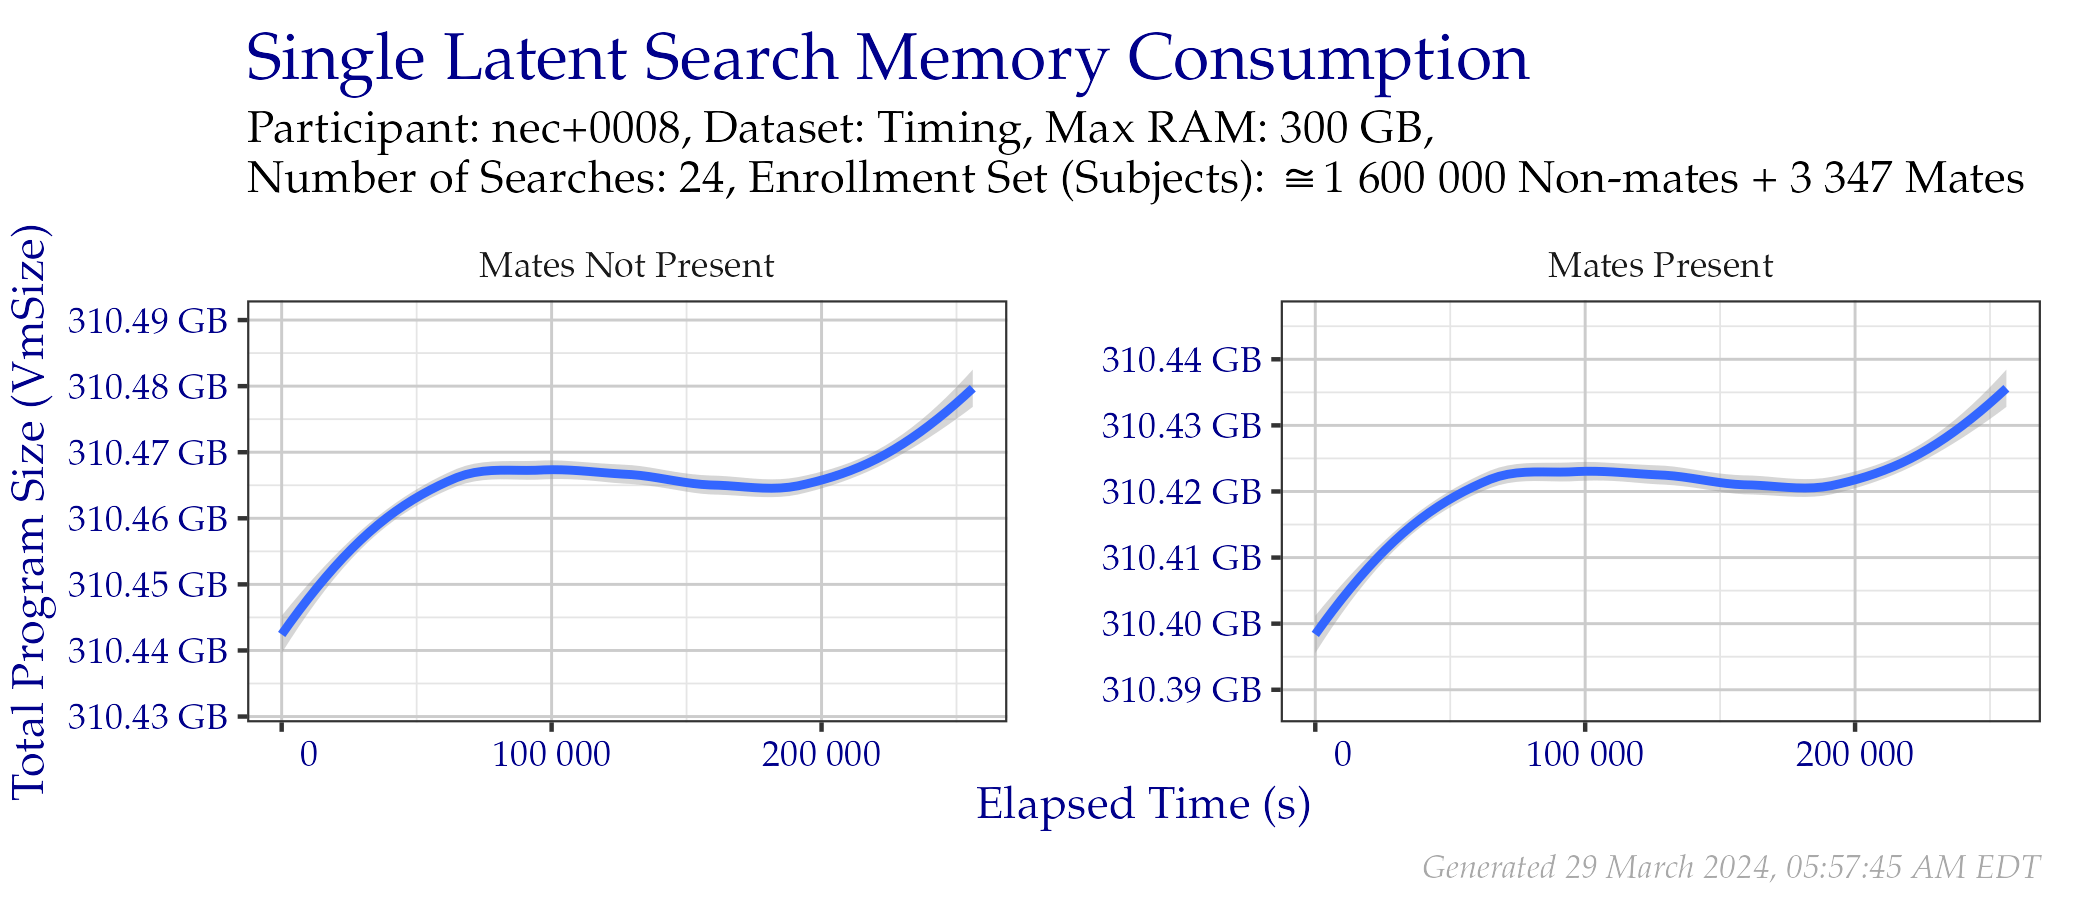 Single Latent Search Memory Consumption
Participant: nec+0008, Dataset: Timing, Max RAM: 300 GB,
Number of Searches: 24, Enrollment Set (Subjects): ≅ 1 600 000 Non-mates + 3 347 Mates
Total Program Size (VmSize)
Mates Not Present
310.49 GB
310.48 GB
310.47 GB
310.46 GB
310.45 GB
310.44 GB
310.43 GB
0 100 000 200 000
Mates Present
310.44 GB
310.43 GB
310.42 GB
310.41 GB
310.40 GB
310.39 GB
0 100 000 200 000
Elapsed Time (s)
Generated 29 March 2024, 05:57:45 AM EDT